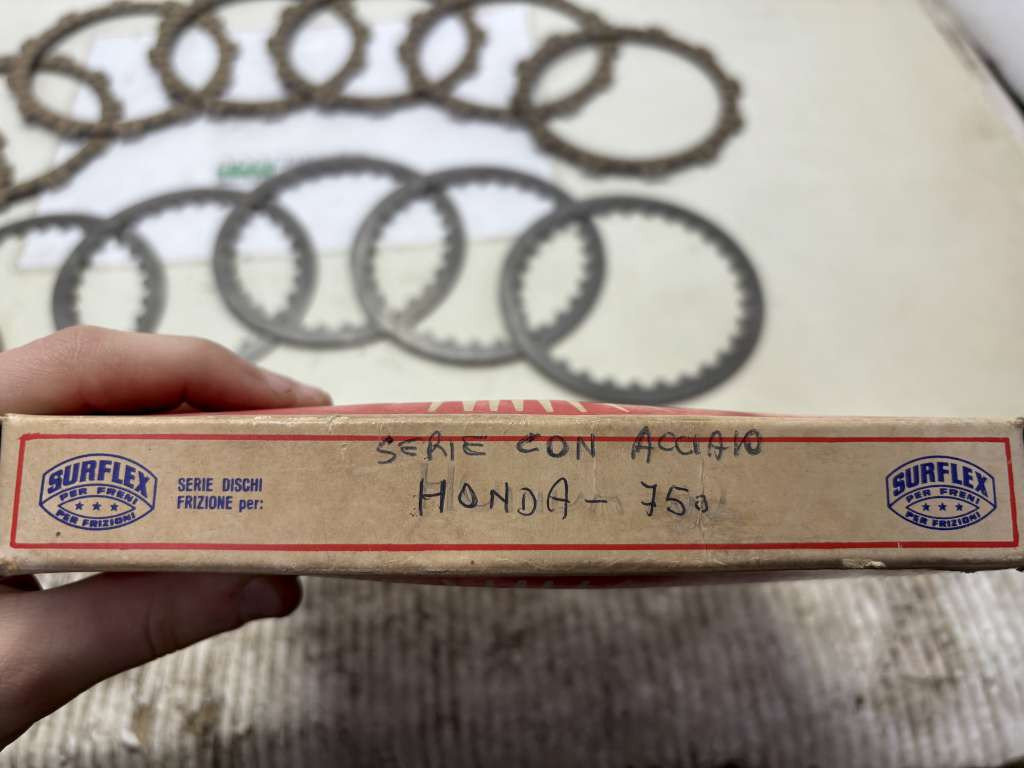 SERIE CON ACCIAIO
HONDA - 750
SURFLEX
PER FRENI
PER FRIZIONI
SERIE DISCHI
FRIZIONE per:
SURFLEX
PER FRENI
PER FRIZIONI